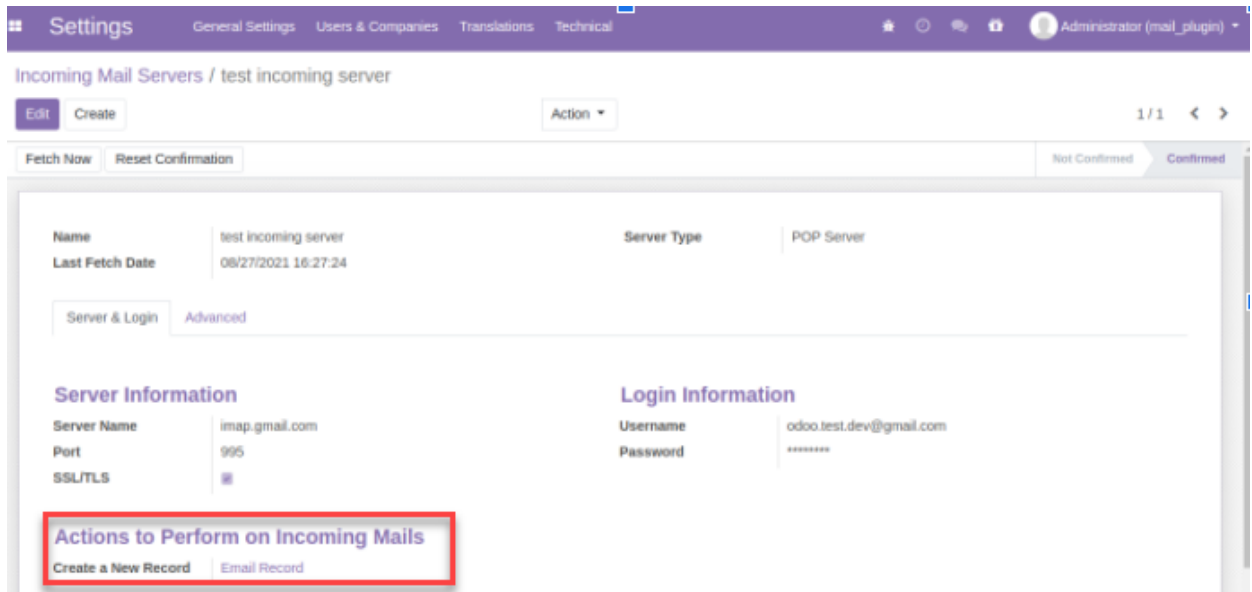 Settings General Settings Users & Companies Translations Technical Administrator (mail_plugin)
Incoming Mail Servers / test incoming server
Edit Create Action 1 / 1
Fetch Now Reset Confirmation Not Confirmed Confirmed
Name test incoming server Server Type POP Server
Last Fetch Date 08/27/2021 16:27:24
Server & Login Advanced
Server Information Login Information
Server Name imap.gmail.com Username odoo.test.dev@gmail.com
Port 995 Password ********
SSL/TLS
Actions to Perform on Incoming Mails
Create a New Record Email Record